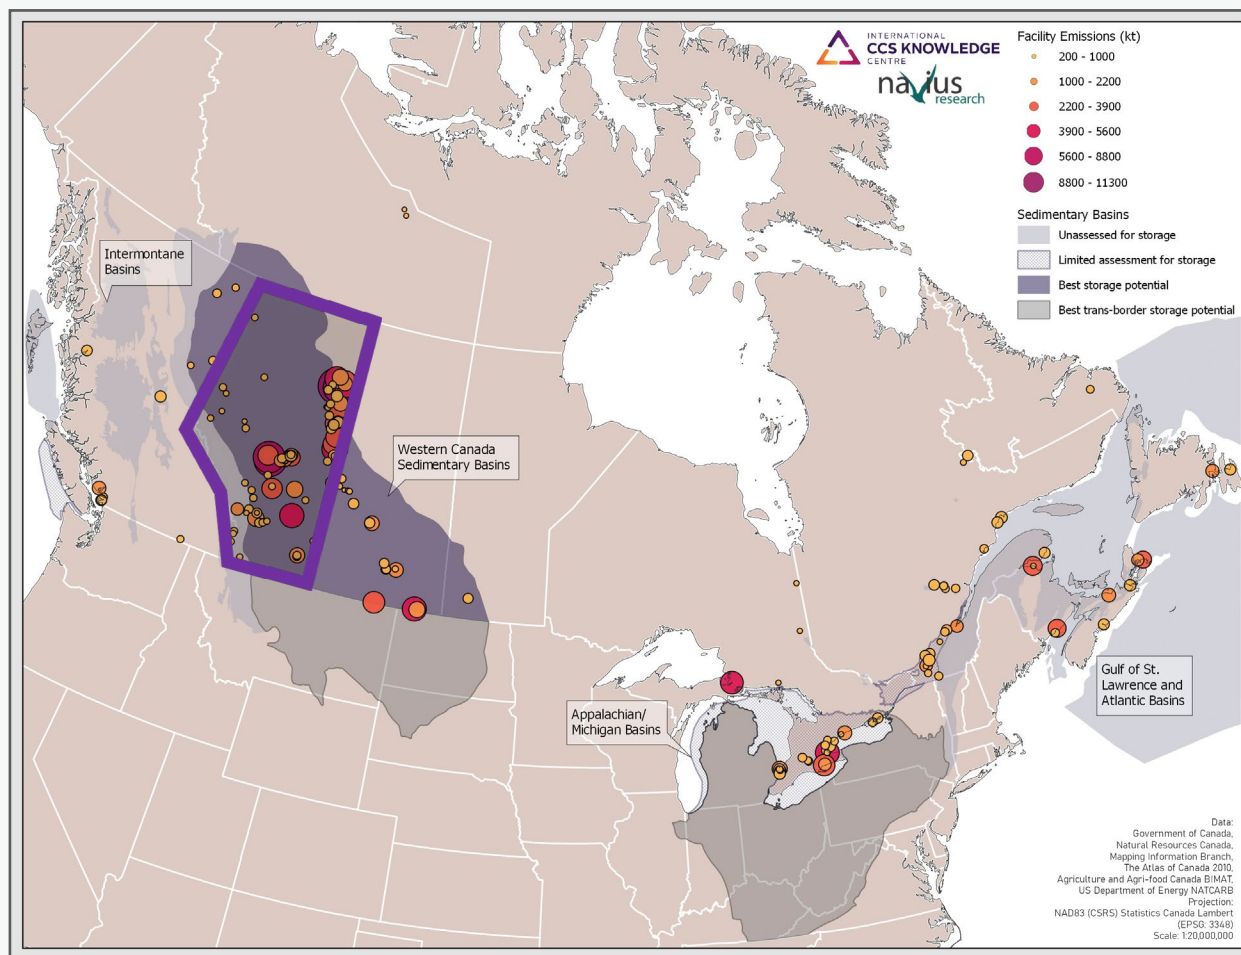 INTERNATIONAL
CCS KNOWLEDGE
CENTRE
navius
research
Facility Emissions (kt)
200 - 1000
1000 - 2200
2200 - 3900
3900 - 5600
5600 - 8800
8800 - 11300
Sedimentary Basins
Unassessed for storage
Limited assessment for storage
Best storage potential
Best trans-border storage potential
Intermontane
Basins
Western Canada
Sedimentary Basins
Appalachian/
Michigan Basins
Gulf of St.
Lawrence and
Atlantic Basins
Data:
Government of Canada,
Natural Resources Canada,
Mapping Information Branch,
The Atlas of Canada 2010,
Agriculture and Agri-food Canada BIMAT,
US Department of Energy NATCARB
Projection:
NAD83 (CSRS) Statistics Canada Lambert
(EPSG: 3348)
Scale: 1:20,000,000